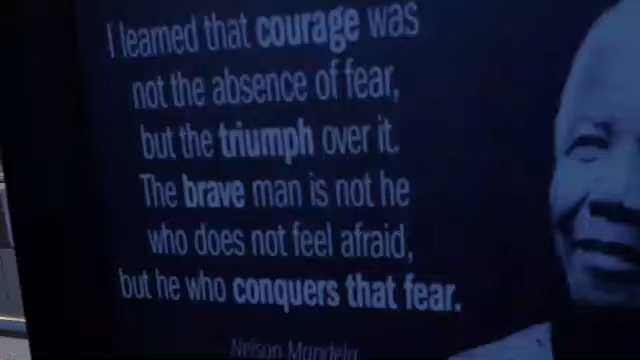 I learned that courage was
not the absence of fear,
but the triumph over it.
The brave man is not he
who does not feel afraid,
but he who conquers that fear.
Nelson Mandela